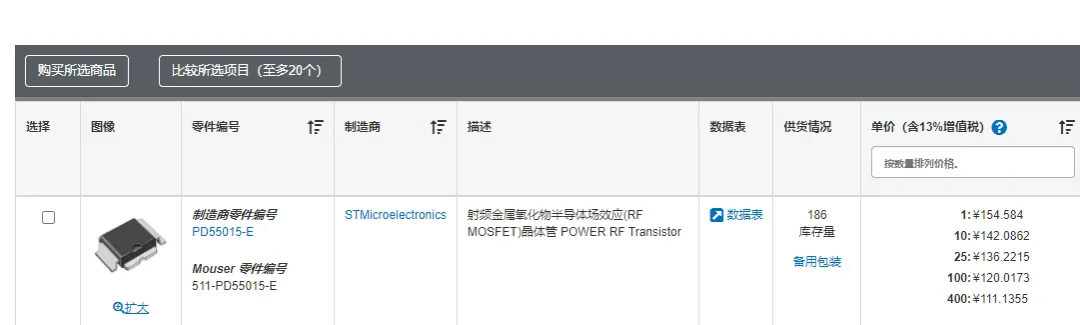 购买所选商品
比较所选项目（至多20个）
选择
图像
零件编号
制造商
描述
数据表
供货情况
单价（含13%增值税）
按数量排列价格。
制造商零件编号
PD55015-E
Mouser 零件编号
511-PD55015-E
扩大
STMicroelectronics
射频金属氧化物半导体场效应(RF
MOSFET)晶体管 POWER RF Transistor
数据表
186
库存量
备用包装
1: ¥154.584
10: ¥142.0862
25: ¥136.2215
100: ¥120.0173
400: ¥111.1355